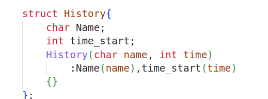 struct History{
    char Name;
    int time_start;
    History(char name, int time)
        :Name(name),time_start(time)
    {}
};